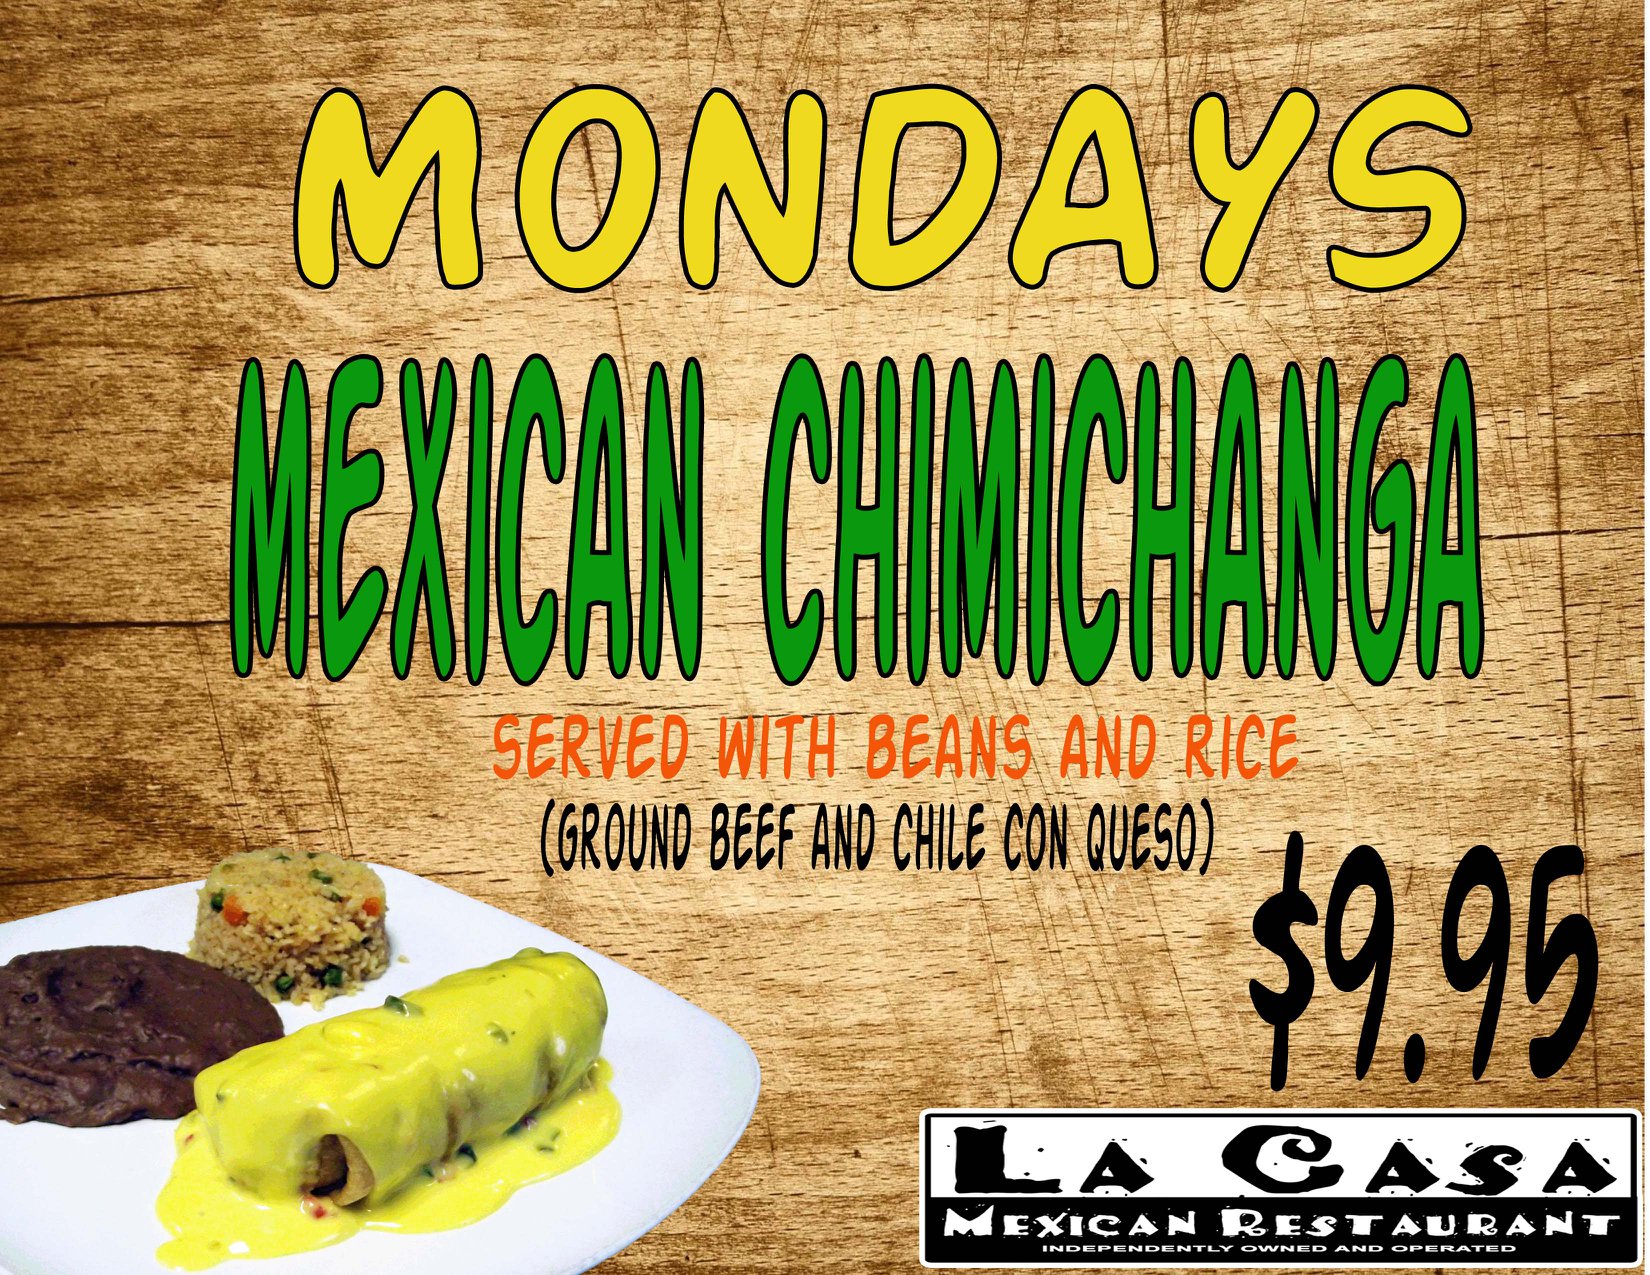 MONDAYS
MEXICAN CHIMICHANGA
SERVED WITH BEANS AND RICE
(GROUND BEEF AND CHILE CON QUESO)
$9.95
LA CASA
MEXICAN RESTAURANT
INDEPENDENTLY OWNED AND OPERATED